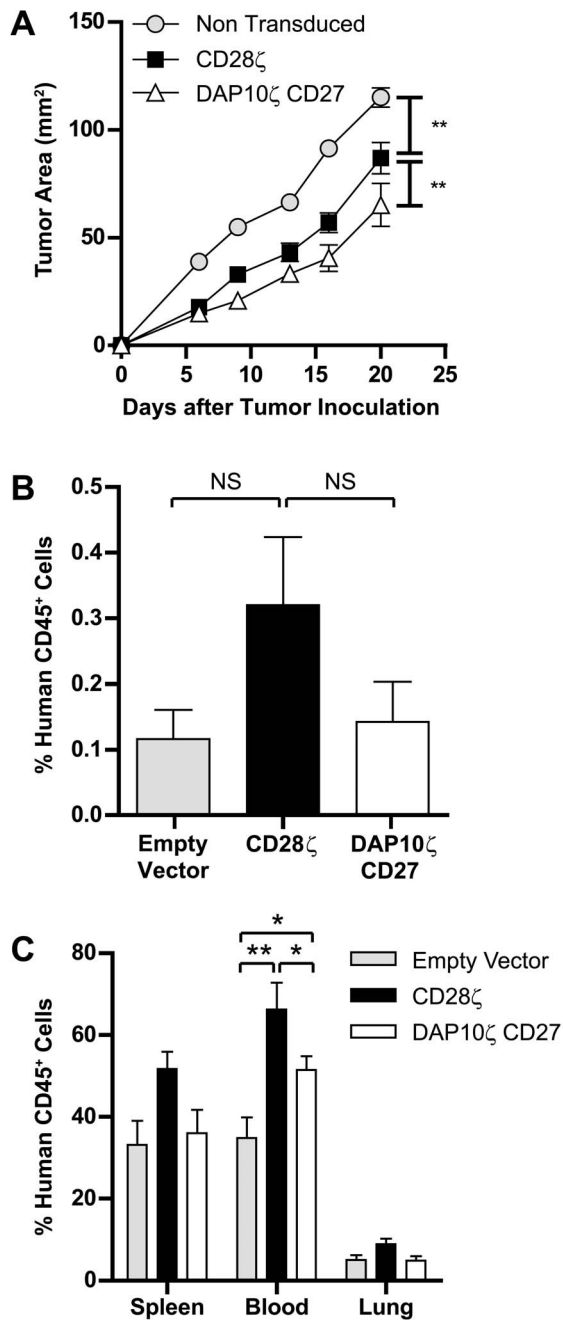 A
Non Transduced
CD28ζ
DAP10ζ CD27
Tumor Area (mm²)
150
100
50
0
**
**
0 5 10 15 20 25
Days after Tumor Inoculation
B
NS NS
% Human CD45⁺ Cells
0.5
0.4
0.3
0.2
0.1
0.0
Empty Vector
CD28ζ
DAP10ζ CD27
C
% Human CD45⁺ Cells
80
60
40
20
0
*
** *
Empty Vector
CD28ζ
DAP10ζ CD27
Spleen Blood Lung